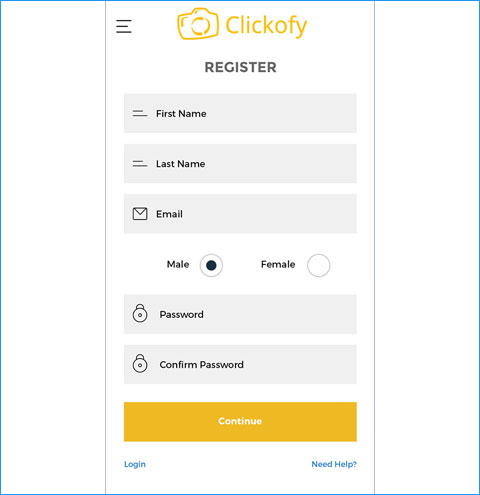 Clickofy
REGISTER
First Name
Last Name
Email
Male Female
Password
Confirm Password
Continue
Login Need Help?